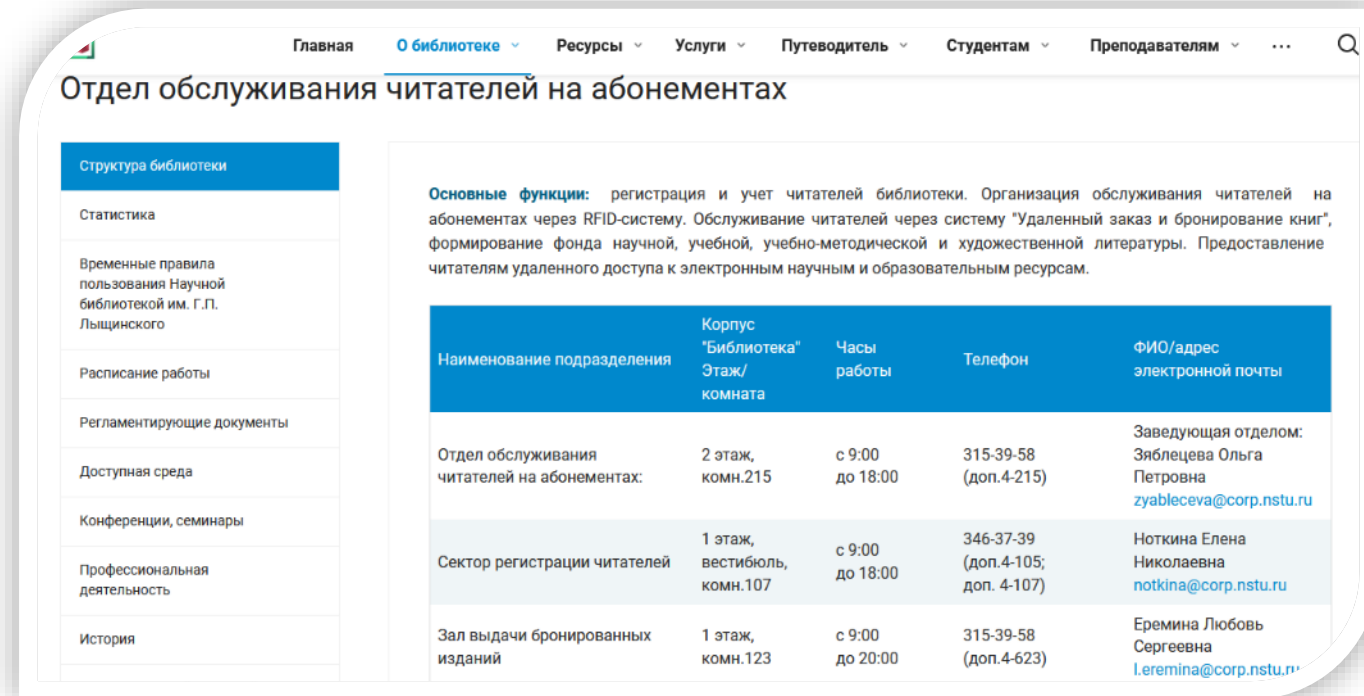 Главная О библиотеке Ресурсы Услуги Путеводитель Студентам Преподавателям ...
Отдел обслуживания читателей на абонементах
Структура библиотеки
Статистика
Временные правила
пользования Научной
библиотекой им. Г.П.
Лыщинского
Расписание работы
Регламентирующие документы
Доступная среда
Конференции, семинары
Профессиональная
деятельность
История
Основные функции: регистрация и учет читателей библиотеки. Организация обслуживания читателей на
абонементах через RFID-систему. Обслуживание читателей через систему "Удаленный заказ и бронирование книг",
формирование фонда научной, учебной, учебно-методической и художественной литературы. Предоставление
читателям удаленного доступа к электронным научным и образовательным ресурсам.
Наименование подразделения
Корпус
"Библиотека"
Этаж/
комната
Часы
работы
Телефон
ФИО/адрес
электронной почты
Отдел обслуживания
читателей на абонементах:
2 этаж,
комн.215
с 9:00
до 18:00
315-39-58
(доп.4-215)
Заведующая отделом:
Зяблецева Ольга
Петровна
zyableceva@corp.nstu.ru
Сектор регистрации читателей
1 этаж,
вестибюль,
комн.107
с 9:00
до 18:00
346-37-39
(доп.4-105;
доп. 4-107)
Ноткина Елена
Николаевна
notkina@corp.nstu.ru
Зал выдачи бронированных
изданий
1 этаж,
комн.123
с 9:00
до 20:00
315-39-58
(доп.4-623)
Еремина Любовь
Сергеевна
l.eremina@corp.nstu.ru